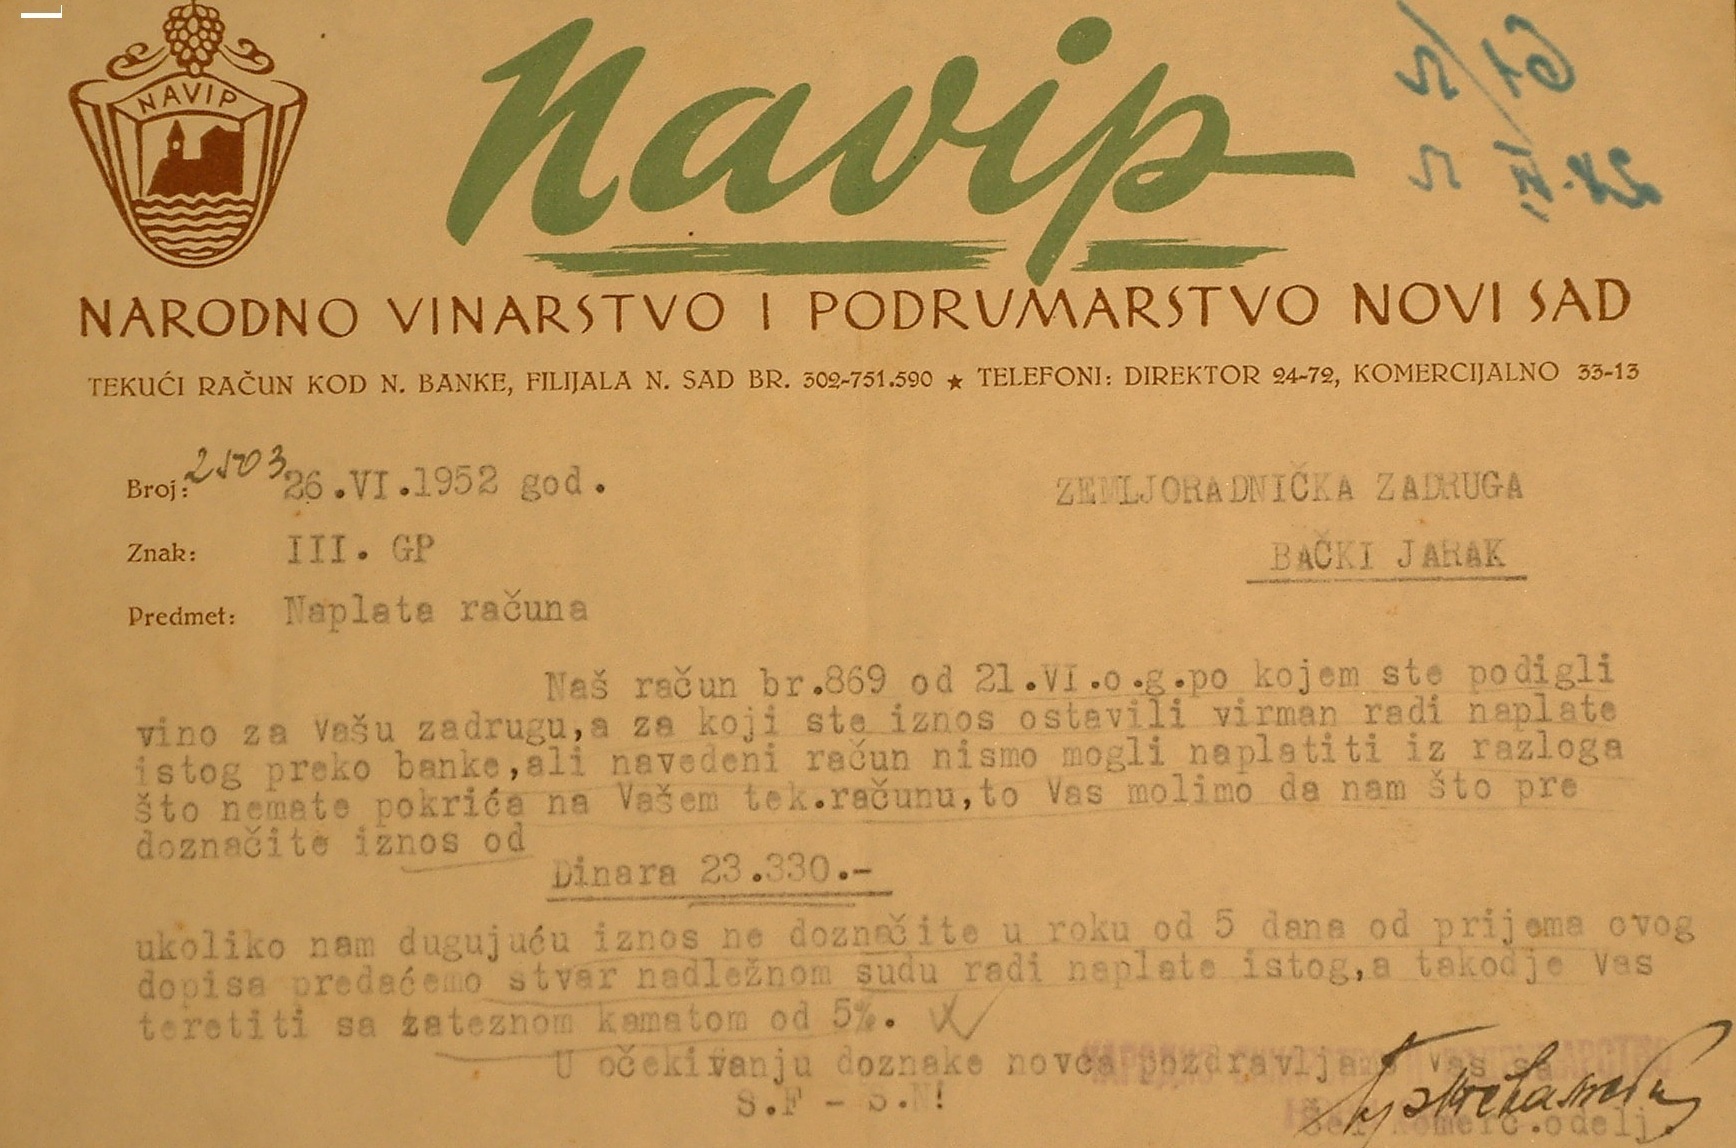 NAVIP
Navip
NARODNO VINARSTVO I PODRUMARSTVO NOVI SAD
TEKUĆI RAČUN KOD N. BANKE, FILIJALA N. SAD BR. 302-751.590 ★ TELEFONI: DIREKTOR 24-72, KOMERCIJALNO 33-13
Broj: 2503 26.VI.1952 god.
ZEMLJORADNIČKA ZADRUGA
Znak: III. GP
BAČKI JARAK
Predmet: Naplata računa
Naš račun br.869 od 21.VI.o.g.po kojem ste podigli
vino za Vašu zadrugu,a za koji ste iznos ostavili virman radi naplate
istog preko banke,ali navedeni račun nismo mogli naplatiti iz razloga
što nemate pokrića na Vašem tek.računu,to Vas molimo da nam što pre
doznačite iznos od
Dinara 23.330.-
ukoliko nam dugujuću iznos ne doznačite u roku od 5 dana od prijema ovog
dopisa predaćemo stvar nadležnom sudu radi naplate istog,a takodje Vas
teretiti sa zateznom kamatom od 5%.
U očekivanju doznake novca pozdravljamo Vas sa
S.F - S.N!
Šef komerc.odelj.